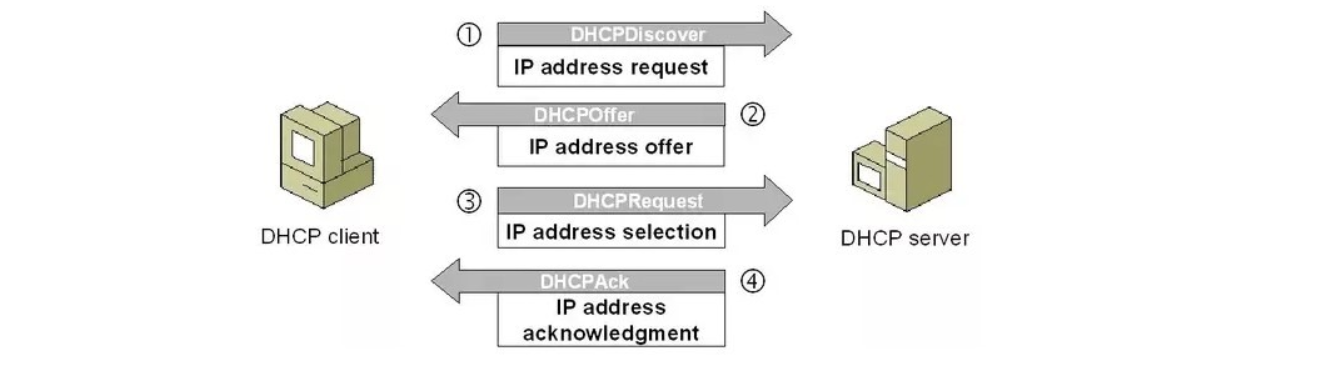 ① DHCPDiscover
IP address request
DHCPOffer ②
IP address offer
③ DHCPRequest
IP address selection
DHCP client
DHCP server
DHCPAck ④
IP address
acknowledgment